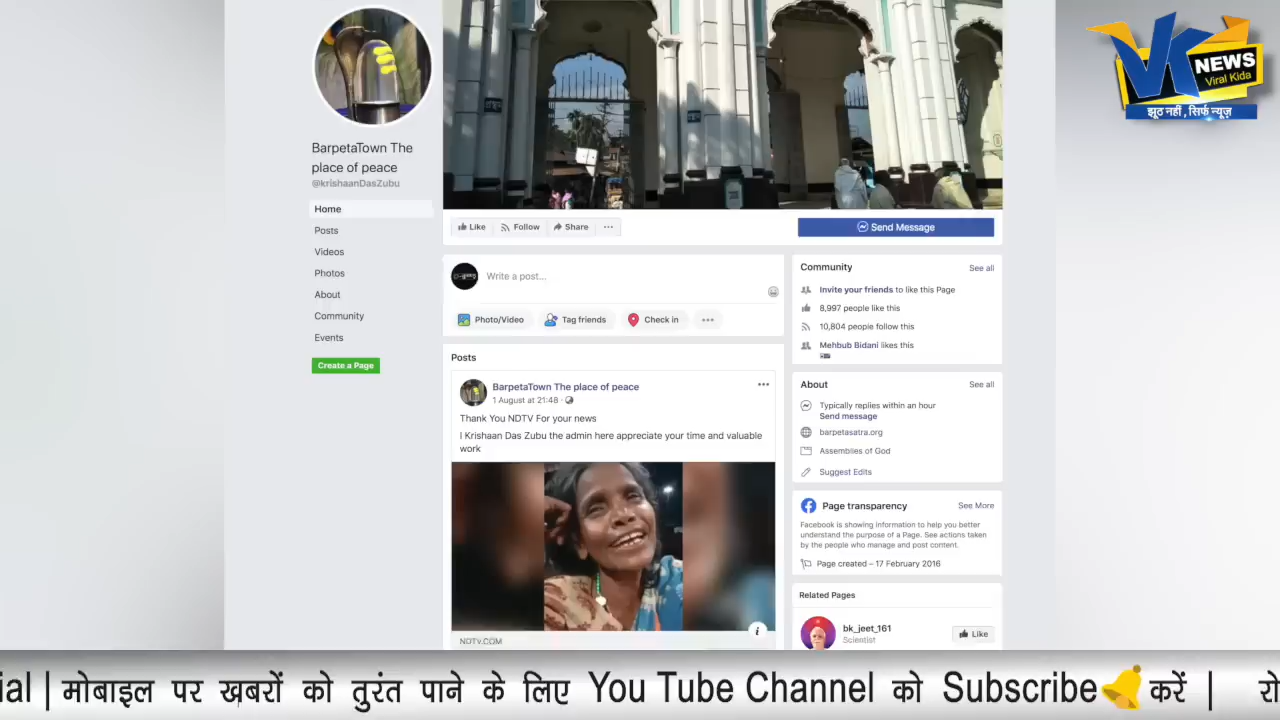 VK NEWS
Viral Kida
झूठ नहीं, सिर्फ न्यूज़
BarpetaTown The
place of peace
@krishaanDasZubu
Home
Posts
Videos
Photos
About
Community
Events
Create a Page
Like Follow Share ...
Send Message
Write a post...
Photo/Video Tag friends Check in ...
Posts
BarpetaTown The place of peace ...
1 August at 21:48 ·
Thank You NDTV For your news
I Krishaan Das Zubu the admin here appreciate your time and valuable
work
NDTV.COM
Community See all
Invite your friends to like this Page
8,997 people like this
10,804 people follow this
Mehbub Bidani likes this
About See all
Typically replies within an hour
Send message
barpetasatra.org
Assemblies of God
Suggest Edits
Page transparency See More
Facebook is showing information to help you better
understand the purpose of a Page. See actions taken
by the people who manage and post content.
Page created – 17 February 2016
Related Pages
bk_jeet_161
Scientist
Like
ial | मोबाइल पर ख़बरों को तुरंत पाने के लिए You Tube Channel को Subscribe करें | रो